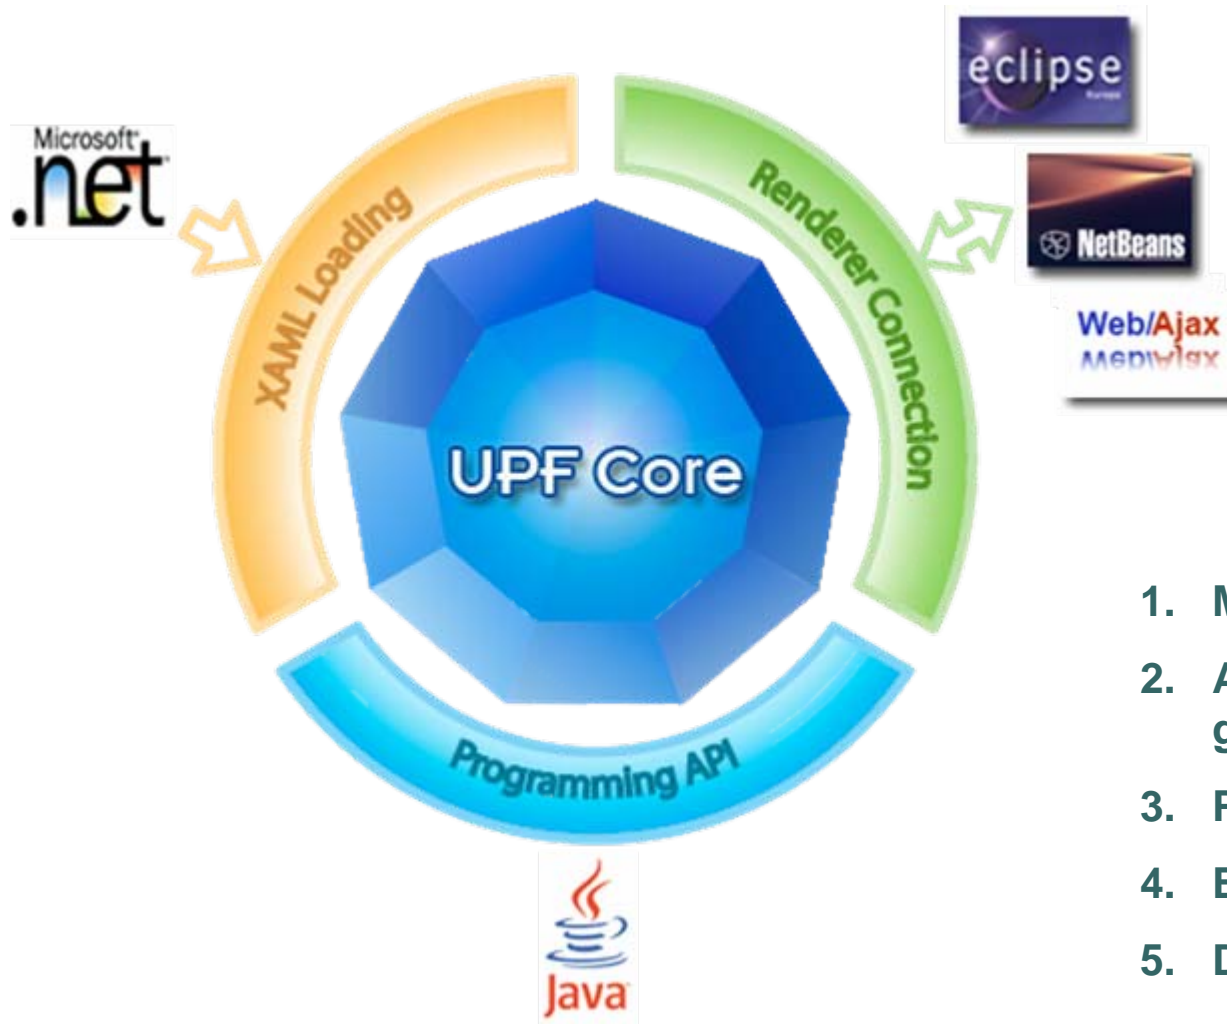 eclipse
Europa
Microsoft
.net
NetBeans
Web/Ajax
XAML Loading
Renderer Connection
UPF Core
Programming API
Java
1.
2.
3.
4.
5.